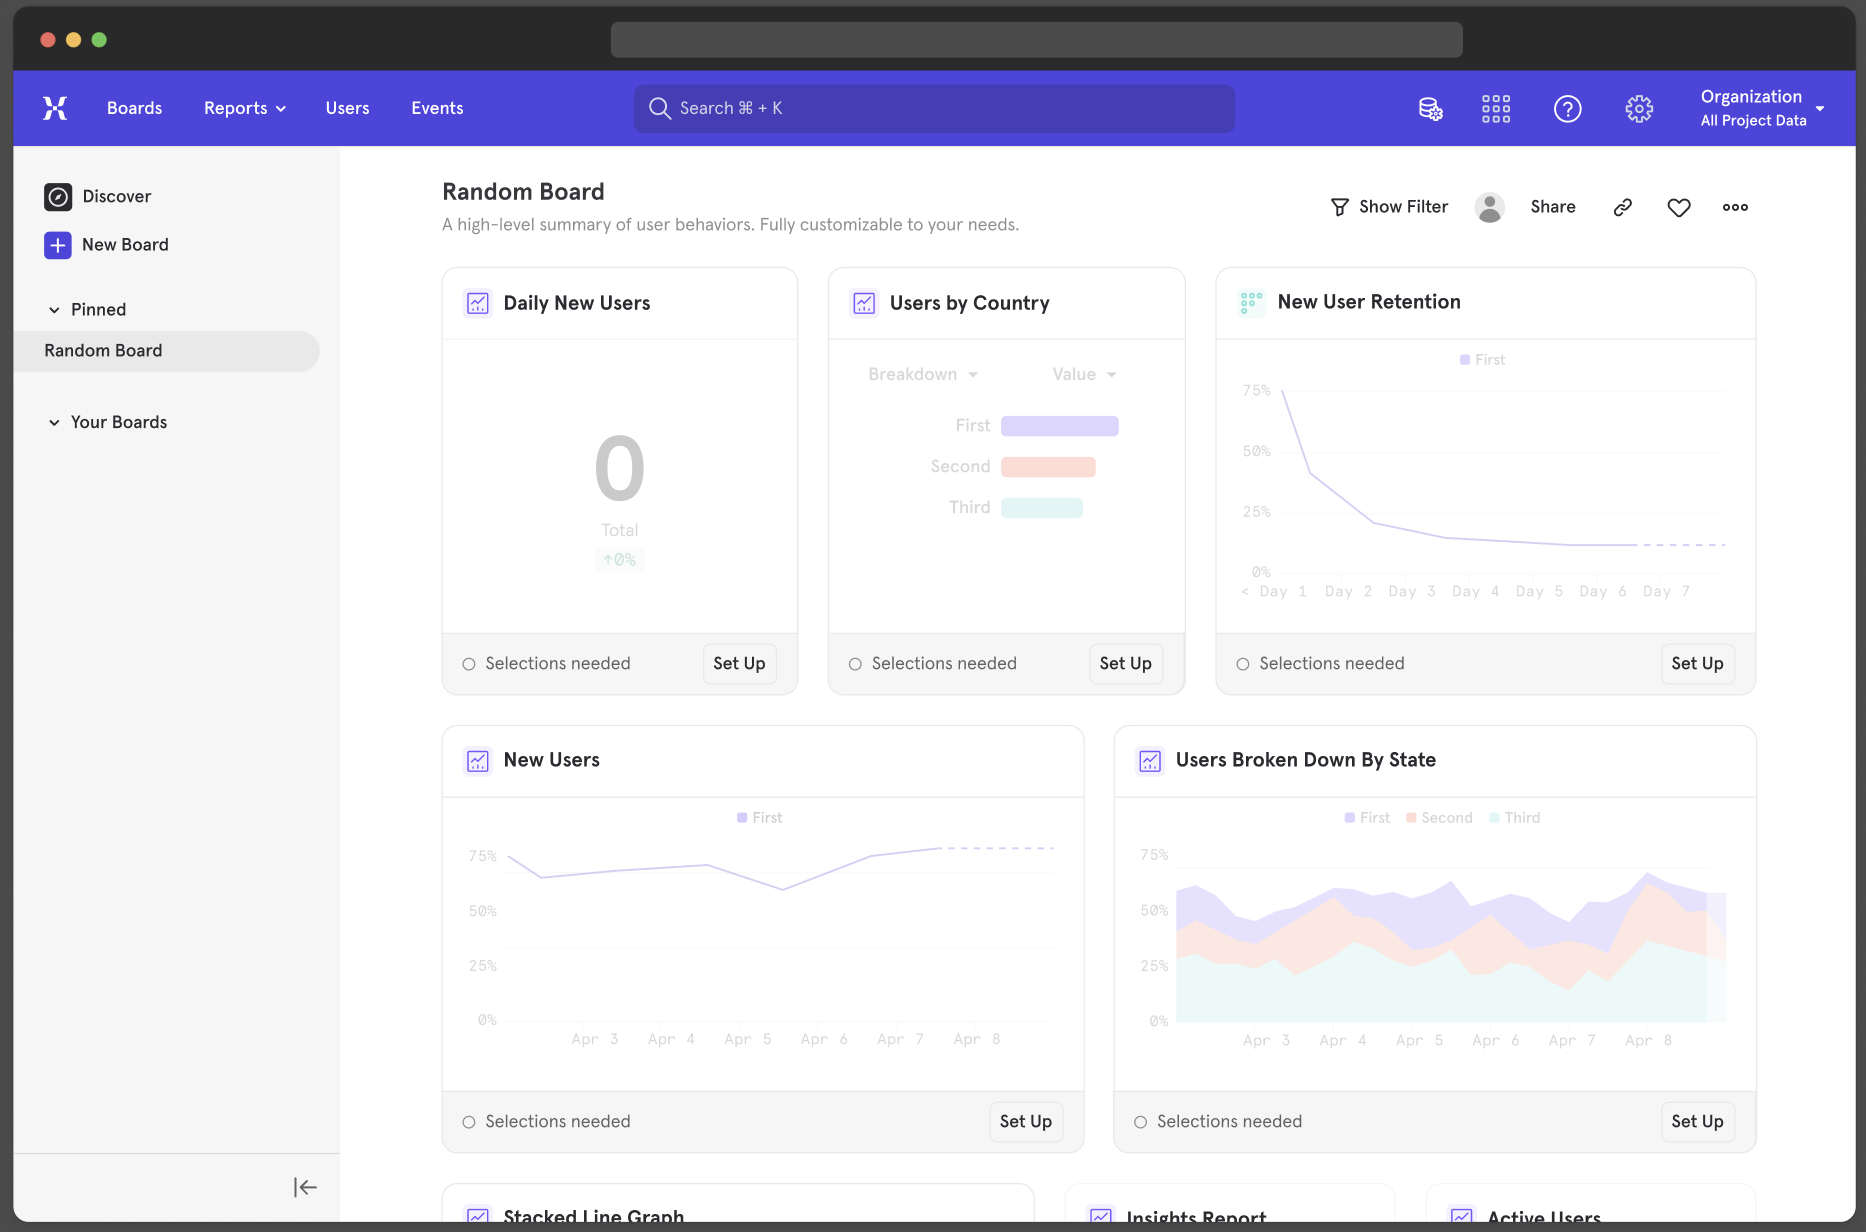 Boards
Reports
Users
Events
Search ⌘ + K
Organization
All Project Data
Discover
New Board
Pinned
Random Board
Your Boards
Random Board
A high-level summary of user behaviors. Fully customizable to your needs.
Show Filter
Share
Daily New Users
0
Total
↑0%
Selections needed
Set Up
Users by Country
Breakdown
Value
First
Second
Third
Selections needed
Set Up
New User Retention
First
75%
50%
25%
0%
< Day 1 Day 2 Day 3 Day 4 Day 5 Day 6 Day 7
Selections needed
Set Up
New Users
First
75%
50%
25%
0%
Apr 3 Apr 4 Apr 5 Apr 6 Apr 7 Apr 8
Selections needed
Set Up
Users Broken Down By State
First Second Third
75%
50%
25%
0%
Apr 3 Apr 4 Apr 5 Apr 6 Apr 7 Apr 8
Selections needed
Set Up
Stacked Line Graph
Insights Report
Active Users